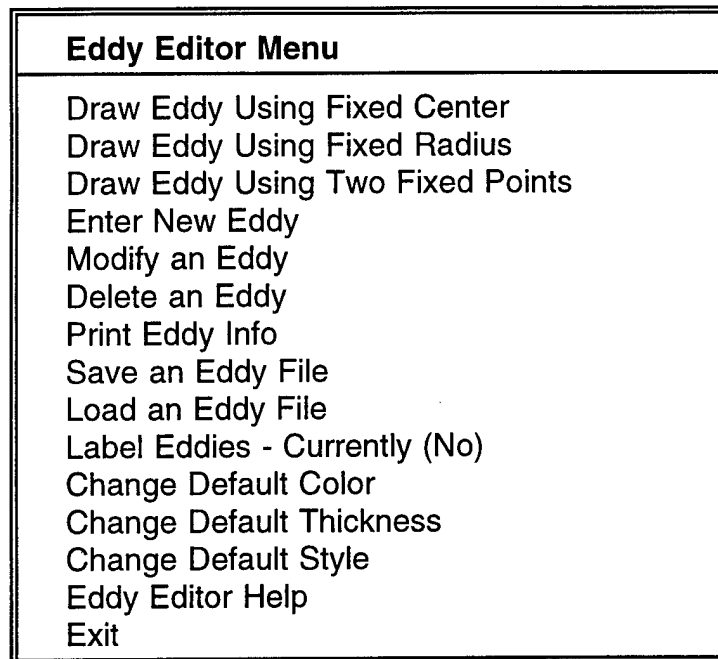 Eddy Editor Menu
Draw Eddy Using Fixed Center
Draw Eddy Using Fixed Radius
Draw Eddy Using Two Fixed Points
Enter New Eddy
Modify an Eddy
Delete an Eddy
Print Eddy Info
Save an Eddy File
Load an Eddy File
Label Eddies - Currently (No)
Change Default Color
Change Default Thickness
Change Default Style
Eddy Editor Help
Exit